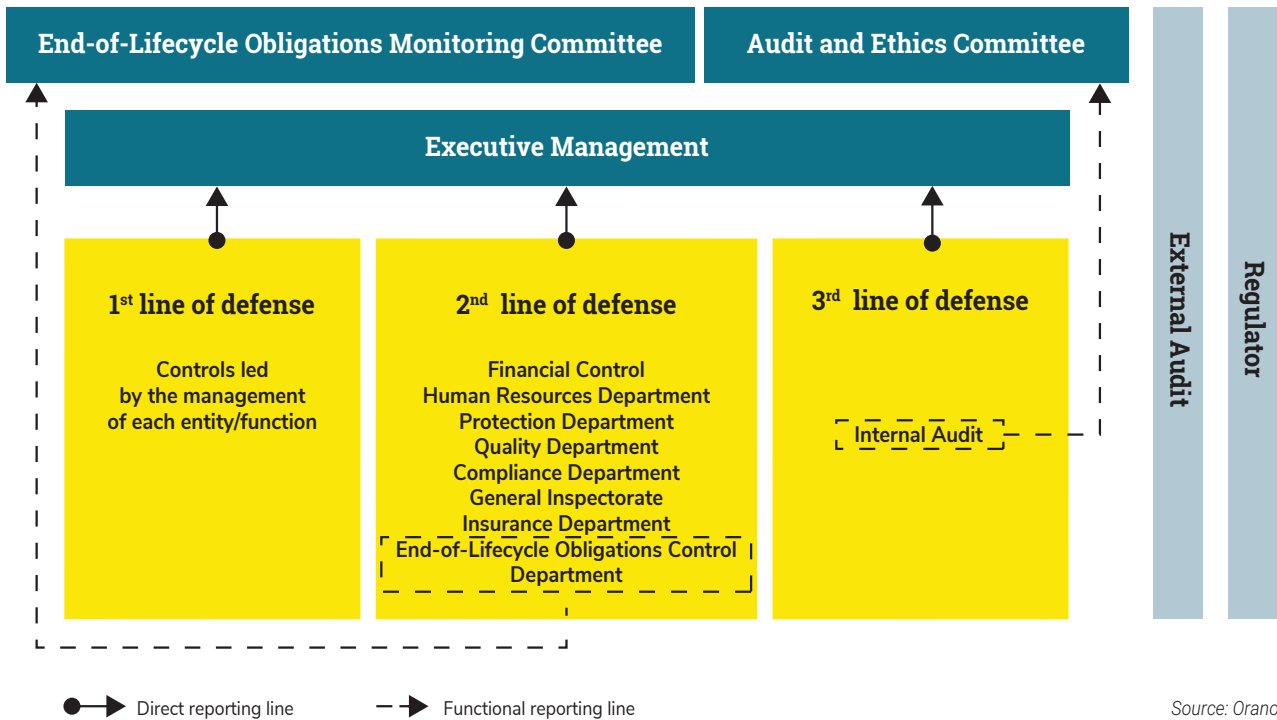 End-of-Lifecycle Obligations Monitoring Committee
Audit and Ethics Committee
Executive Management
1st line of defense
Controls led
by the management
of each entity/function
2nd line of defense
Financial Control
Human Resources Department
Protection Department
Quality Department
Compliance Department
General Inspectorate
Insurance Department
End-of-Lifecycle Obligations Control
Department
3rd line of defense
Internal Audit
External Audit
Regulator
Direct reporting line
Functional reporting line
Source: Orano